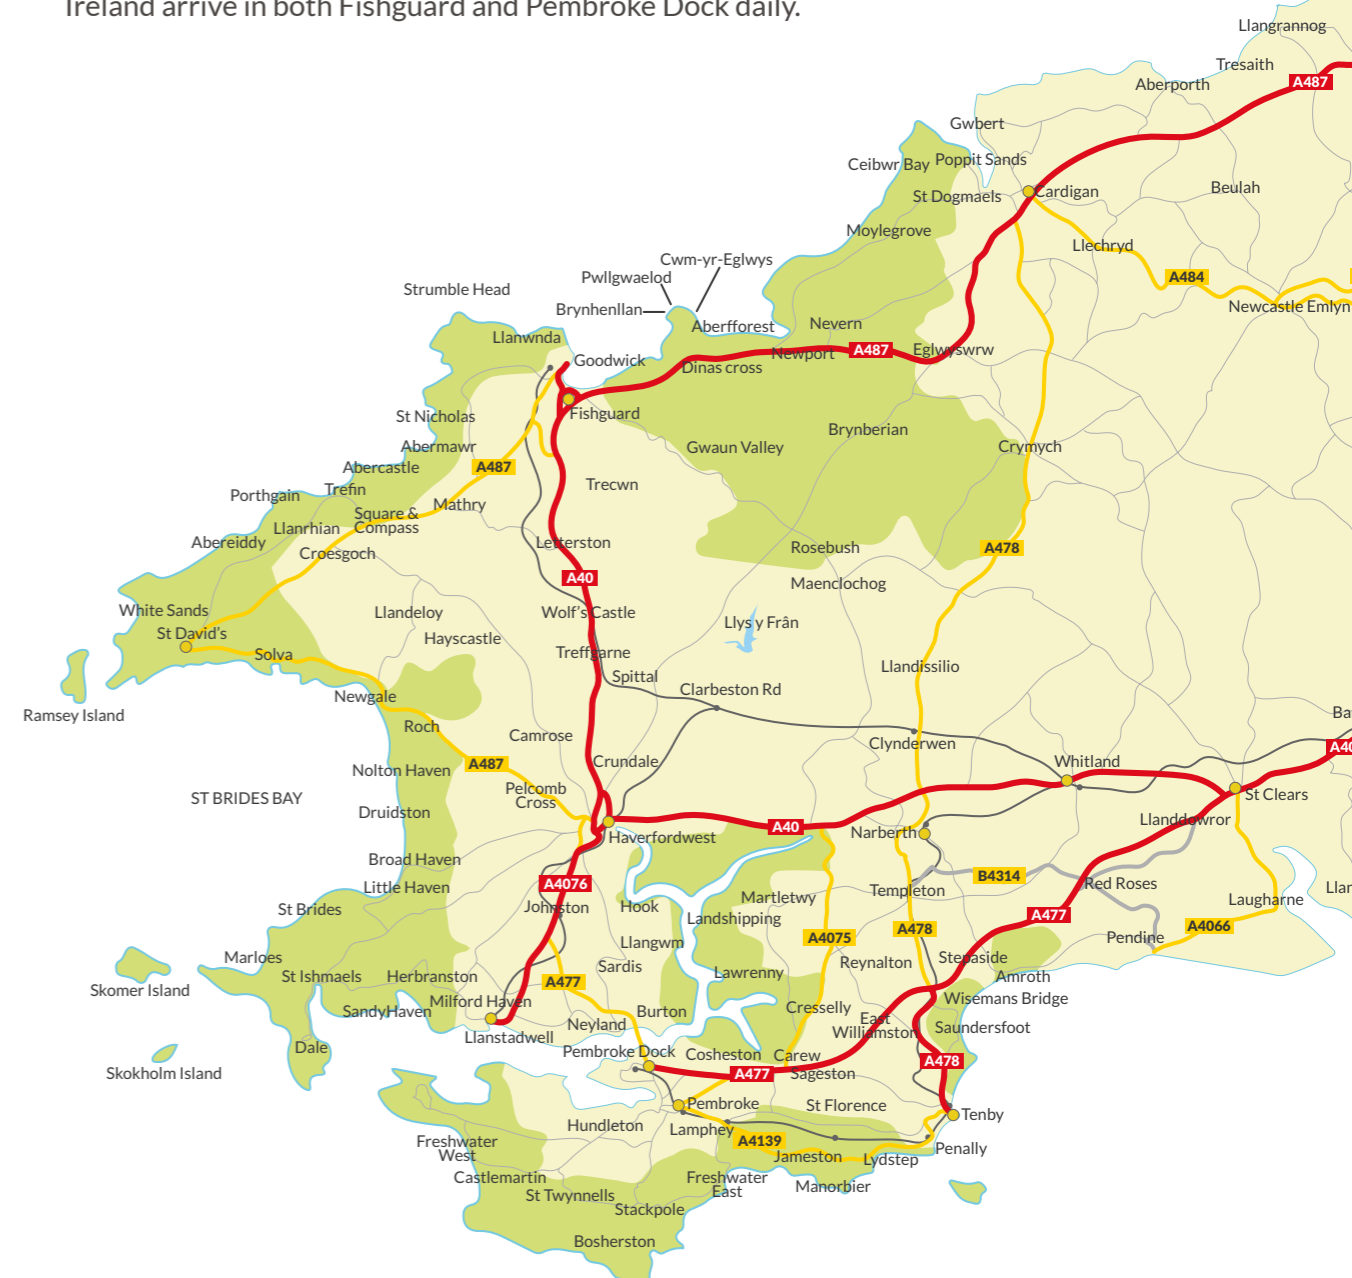 Ireland arrive in both Fishguard and Pembroke Dock daily.
Llangrannog
Tresaith
A487
Aberporth
Gwbert
Ceibwr Bay
Poppit Sands
St Dogmaels
Cardigan
Beulah
Moylegrove
Llechryd
A484
Newcastle Emlyn
Cwm-yr-Eglwys
Pwllgwaelod
Strumble Head
Brynhenllan
Aberfforest
Nevern
Llanwnda
Newport
A487
Eglwyswrw
Goodwick
Dinas cross
St Nicholas
Fishguard
Brynberian
Abermawr
Gwaun Valley
Crymych
Abercastle
A487
Trefin
Trecwn
Porthgain
Mathry
Square &
Compass
Llanrhian
Abereiddy
Croesgoch
Letterston
Rosebush
A478
A40
Maenclochog
White Sands
Llandeloy
Wolf's Castle
Llys y Frân
St David's
Hayscastle
Solva
Treffgarne
Llandissilio
Spittal
Newgale
Clarbeston Rd
Ramsey Island
Roch
Ba
Camrose
Clynderwen
A40
A487
Crundale
Whitland
Nolton Haven
Pelcomb
Cross
ST BRIDES BAY
St Clears
Druidston
Llanddowror
A40
Narberth
Haverfordwest
Broad Haven
B4314
Little Haven
A4076
Templeton
Red Roses
Llar
Martletwy
Laugharne
St Brides
Johnston
Hook
Landshipping
A477
A4066
A478
A4075
Pendine
Llangwm
Marloes
Stepaside
Reynalton
St Ishmaels
Herbranston
Sardis
Lawrenny
Amroth
Skomer Island
A477
Wisemans Bridge
Milford Haven
SandyHaven
Burton
Cresselly
East
Williamston
Neyland
Saundersfoot
Llanstadwell
Dale
Pembroke Dock
Cosheston
Carew
A478
Skokholm Island
A477
Sageston
Pembroke
St Florence
Tenby
Hundleton
Lamphey
A4139
Freshwater
West
Jameston
Lydstep
Penally
Castlemartin
Freshwater
East
Manorbier
St Twynnells
Stackpole
Bosherston